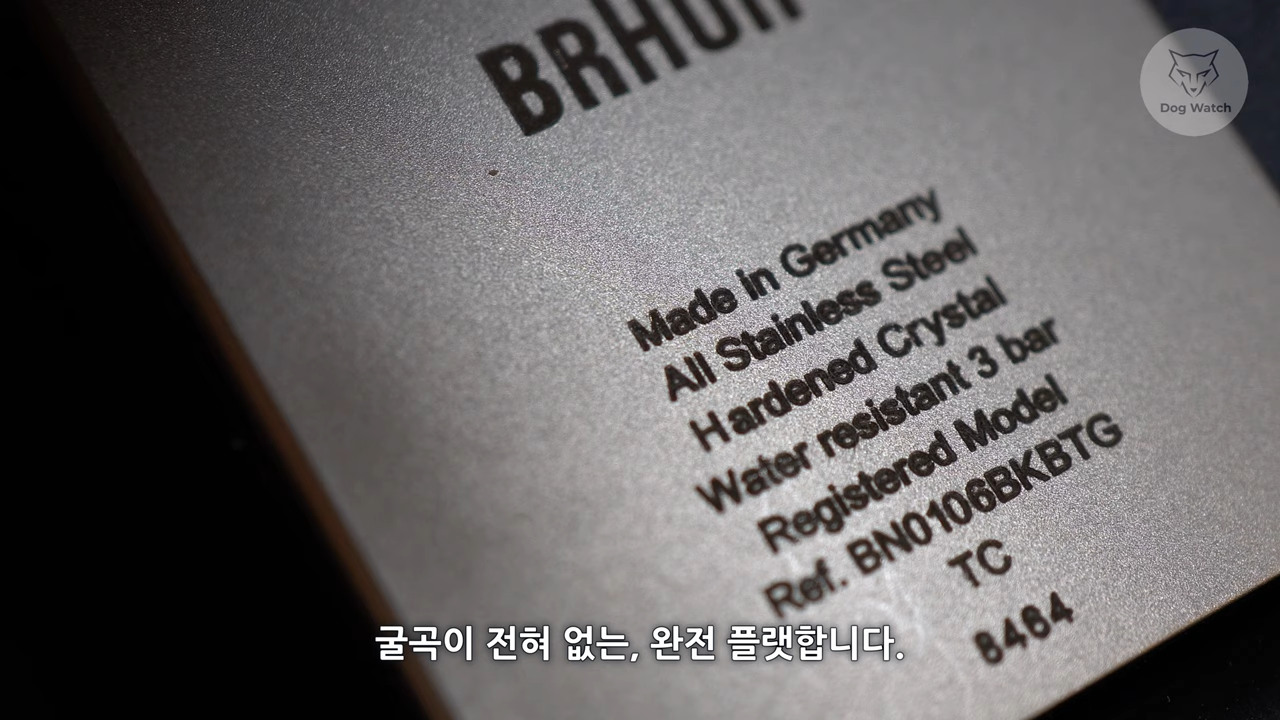 BRAUN
Dog Watch
Made in Germany
All Stainless Steel
Hardened Crystal
Water resistant 3 bar
Registered Model
Ref. BN0106BKBTG
TC
8464
굴곡이 전혀 없는, 완전 플랫합니다.